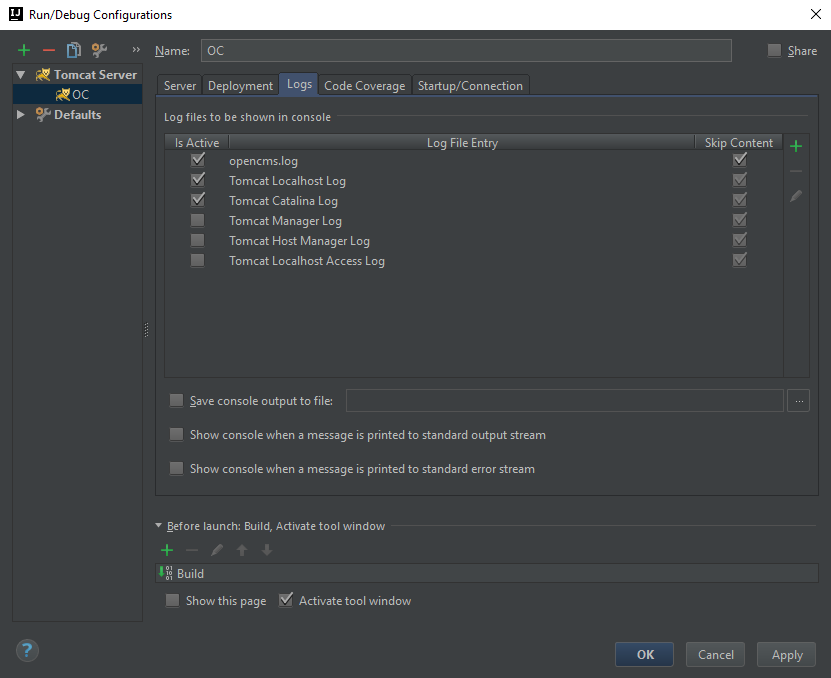 Run/Debug Configurations
Name: OC Share
Tomcat Server
OC
Defaults
Server Deployment Logs Code Coverage Startup/Connection
Log files to be shown in console
Is Active Log File Entry Skip Content
opencms.log
Tomcat Localhost Log
Tomcat Catalina Log
Tomcat Manager Log
Tomcat Host Manager Log
Tomcat Localhost Access Log
Save console output to file: ...
Show console when a message is printed to standard output stream
Show console when a message is printed to standard error stream
Before launch: Build, Activate tool window
Build
Show this page Activate tool window
? OK Cancel Apply